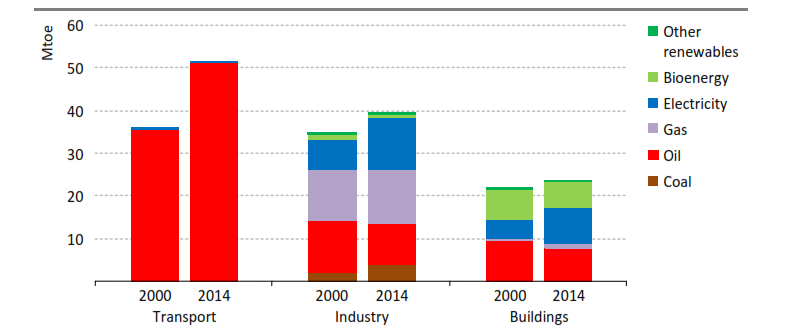 Mtoe
60
50
40
30
20
10
2000 2014
Transport
2000 2014
Industry
2000 2014
Buildings
Other
renewables
Bioenergy
Electricity
Gas
Oil
Coal